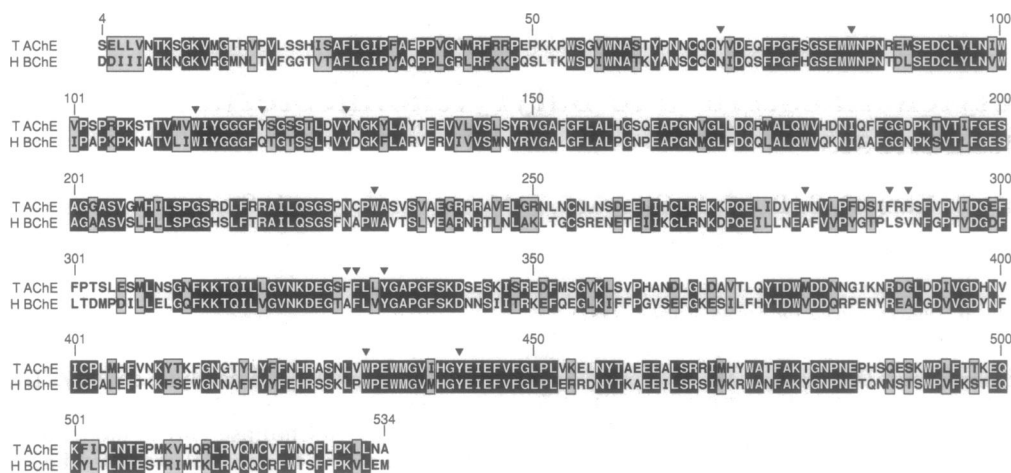 4 50 100
T AChE SELLVNTKSGKVMGTRVPVLSSHISAFLGIPFAEPPVGNMRFRRPEPKKPWSGVWNASTYPNNCQQYVDEQFPGFSGSEMWNPNREMSEDCLYLNIW
H BChE DDIIIATKNGKVRGMNLTVFGGTVTAFLGIPYAQPPLGRLRFKKPQSLTKWSDIWNATKYANSCCQNIDQSFPGFHGSEMWNPNTDLSEDCLYLNVW
101 150 200
T AChE VPSPRPKSTTVMVWIYGGGFYSGSSTLDVYNGKYLAYTEEVVLVSLSYRVGAFGFLALHGSQEAPGNVGLLDQRMALQWVHDNIQFFGGDPKTVTIFGES
H BChE IPAPKPKNATVLIWIYGGGFQTGTSSLHVYDGKFLARVERVIVVSMNYRVGALGFLALPGNPEAPGNMGLFDQQLALQWVQKNIAAFGGNPKSVTLFGES
201 250 300
T AChE AGGASVGMHILSPGSRDLFRRAILQSGSPNCPWASVSVAEGRRRAVELGRNLNCNLNSDEELIHCLREKKPQELIDVEWNVLPFDSIFRFSFVPVIDGEF
H BChE AGAASVSLHLLSPGSHSLFTRAILQSGSFNAPWAVTSLYEARNRTLNLAKLTGCSRENETEIIKCLRNKDPQEILLNEAFVVPYGTPLSVNFGPTVDGDF
301 350 400
T AChE FPTSLESMLNSGNFKKTQILLGVNKDEGSFFLLYGAPGFSKDSESKISREDFMSGVKLSVPHANDLGLDAVTLQYTDWMDDNNGIKNRDGLDDIVGDHNV
H BChE LTDMPDILLELGQFKKTQILVGVNKDEGTAFLVYGAPGFSKDNNSIITRKEFQEGLKIFFPGVSEFGKESILFHYTDWVDDQRPENYREALGDVVGDYNF
401 450 500
T AChE ICPLMHFVNKYTKFGNGTYLYFFNHRASNLVWPEWMGVIHGYEIEFVFGLPLVKELNYTAEEEALSRRIMHYWATFAKTGNPNEPHSQESKWPLFTTKEQ
H BChE ICPALEFTKKFSEWGNNAFFYYFEHRSSKLPWPEWMGVMHGYEIEFVFGLPLERRDNYTKAEEILSRSIVKRWANFAKYGNPNETQNNSTSWPVFKSTEQ
501 534
T AChE KFIDLNTEPMKVHQRLRVQMCVFWNQFLPKLLNA
H BChE KYLTLNTESTRIMTKLRAQQCRFWTSFFPKVLEM